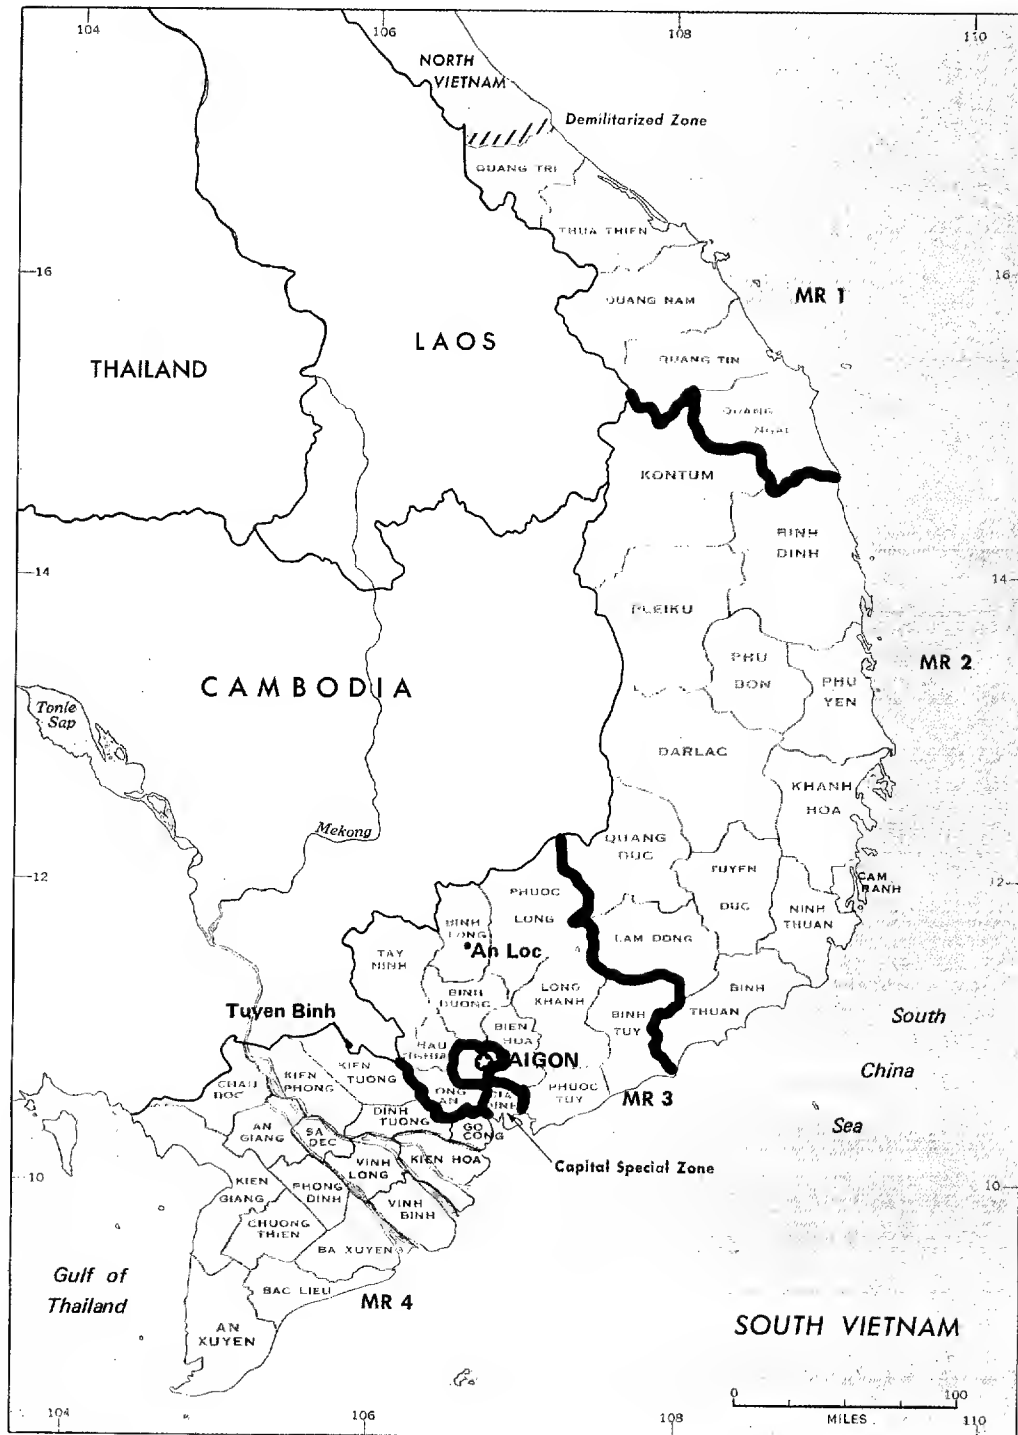 104
106
108
110
NORTH
VIETNAM
Demilitarized Zone
QUANG TRI
THUA THIEN
16
16
QUANG NAM
MR 1
LAOS
THAILAND
QUANG TIN
QUANG
NGAI
KONTUM
BINH
DINH
14
14
PLEIKU
PHU
BON
MR 2
PHU
YEN
CAMBODIA
Tonle
Sap
DARLAC
KHANH
HOA
Mekong
QUANG
DUC
TUYEN
DUC
12
12
CAM
RANH
PHUOC
LONG
NINH
THUAN
BINH
LONG
LAM DONG
An Loc
TAY
NINH
BINH
DUONG
LONG
KHANH
BINH
THUAN
BINH
TUY
Tuyen Binh
BIEN
HOA
South
China
Sea
HAU
NGHIA
SAIGON
KIEN
TUONG
KIEN
PHONG
CHAU
DOC
LONG
AN
GIA
DINH
PHUOC
TUY
MR 3
DINH
TUONG
GO
CONG
AN
GIANG
SA
DEC
KIEN HOA
VINH
LONG
Capital Special Zone
10
10
KIEN
GIANG
PHONG
DINH
VINH
BINH
CHUONG
THIEN
BA XUYEN
Gulf of
Thailand
BAC LIEU
MR 4
AN
XUYEN
SOUTH VIETNAM
0
100
MILES
104
106
108
110